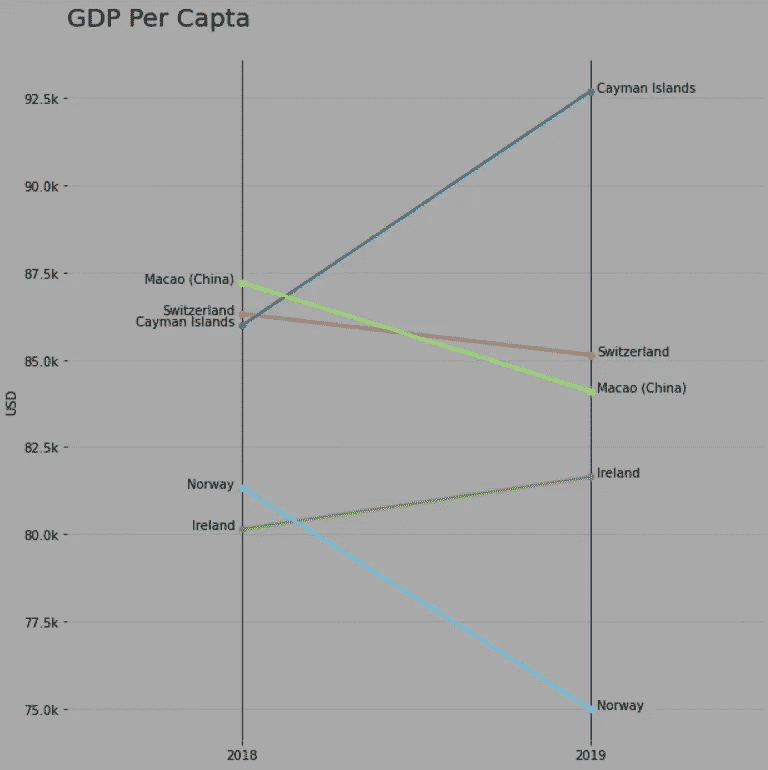 GDP Per Capta
92.5k
90.0k
87.5k
85.0k
82.5k
80.0k
77.5k
75.0k
USD
Macao (China)
Switzerland
Cayman Islands
Norway
Ireland
Cayman Islands
Switzerland
Macao (China)
Ireland
Norway
2018
2019